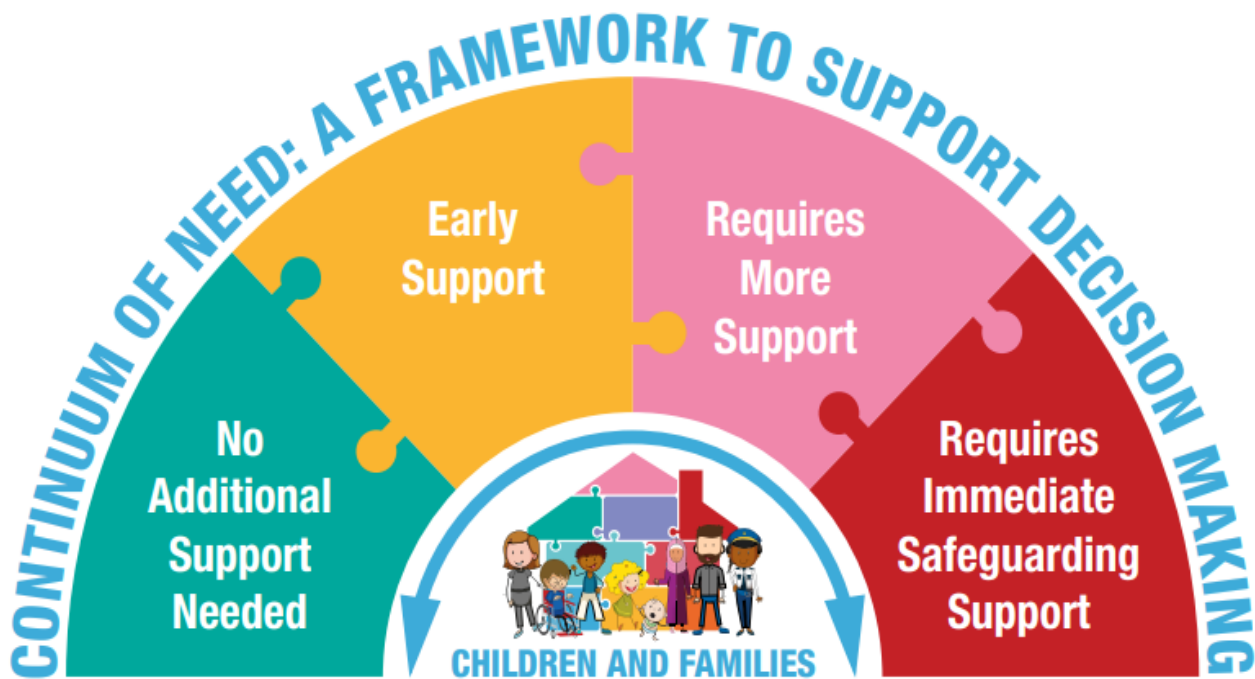 CONTINUUM OF NEED: A FRAMEWORK TO SUPPORT DECISION MAKING
No
Additional
Support
Needed
Early
Support
Requires
More
Support
Requires
Immediate
Safeguarding
Support
CHILDREN AND FAMILIES